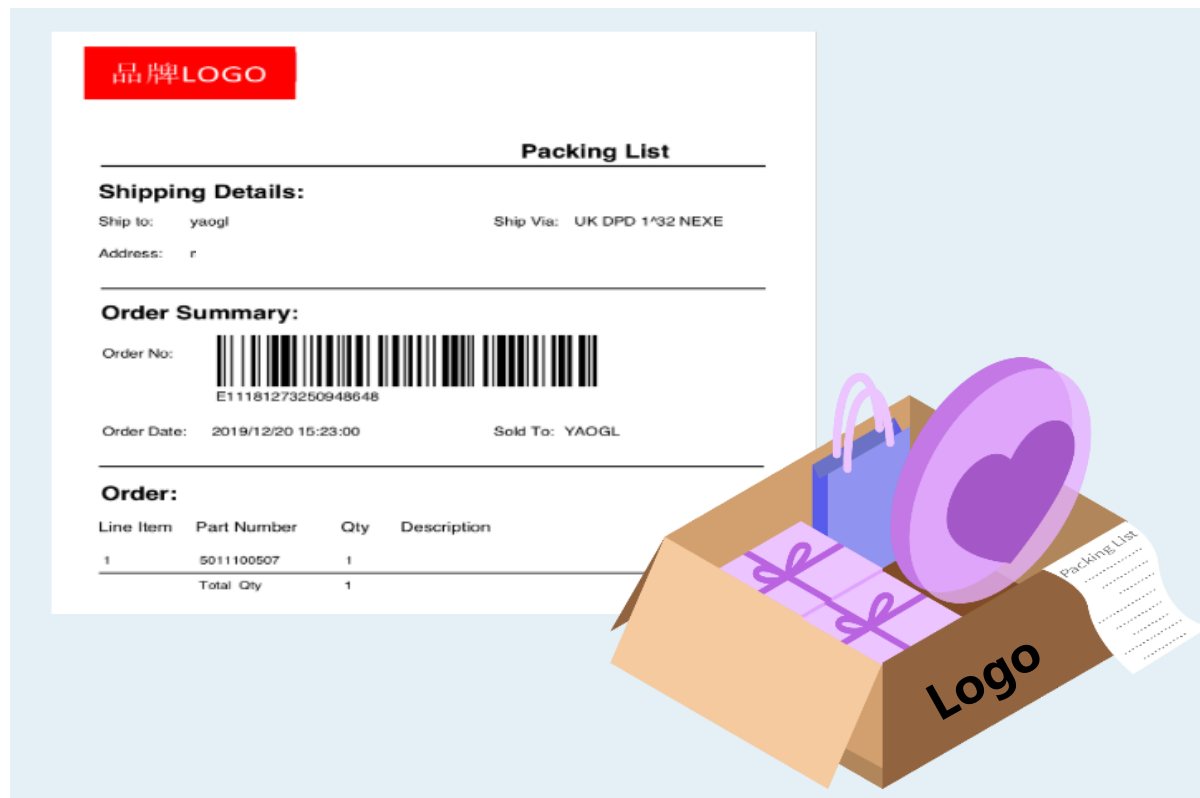 品牌LOGO
Packing List
Shipping Details:
Ship to: yaogl Ship Via: UK DPD 1^32 NEXE
Address: r
Order Summary:
Order No:
E11181273250948648
Order Date: 2019/12/20 15:23:00 Sold To: YAOGL
Order:
Line Item Part Number Qty Description
1 5011100507 1
Total Qty 1
Packing List
Logo